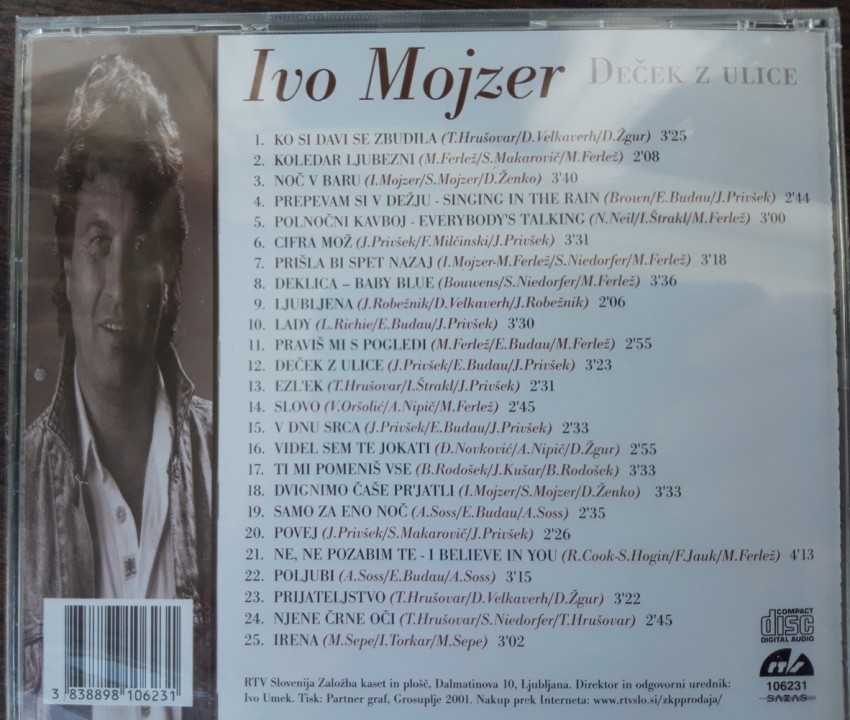 Ivo Mojzer DEČEK Z ULICE
1. KO SI DAVI SE ZBUDILA (T.Hrušovar/D.Velkaverh/D.Žgur) 3'25
2. KOLEDAR LJUBEZNI (M.Ferlež/S.Makarovič/M.Ferlež) 2'08
3. NOČ V BARU (I.Mojzer/S.Mojzer/D.Ženko) 3'40
4. PREPEVAM SI V DEŽJU - SINGING IN THE RAIN (Brown/E.Budau/J.Privšek) 2'44
5. POLNOČNI KAVBOJ - EVERYBODY'S TALKING (N.Neil/I.Štrakl/M.Ferlež) 3'00
6. CIFRA MOŽ (J.Privšek/F.Milčinski/J.Privšek) 3'31
7. PRIŠLA BI SPET NAZAJ (I.Mojzer-M.Ferlež/S.Niedorfer/M.Ferlež) 3'18
8. DEKLICA – BABY BLUE (Bouwens/S.Niedorfer/M.Ferlež) 3'36
9. LJUBLJENA (J.Robežnik/D.Velkaverh/J.Robežnik) 2'06
10. LADY (L.Richie/E.Budau/J.Privšek) 3'30
11. PRAVIŠ MI S POGLEDI (M.Ferlež/E.Budau/M.Ferlež) 2'55
12. DEČEK Z ULICE (J.Privšek/E.Budau/J.Privšek) 3'23
13. EZL'EK (T.Hrušovar/I.Štrakl/J.Privšek) 2'31
14. SLOVO (V.Oršolić/A.Nipič/M.Ferlež) 2'45
15. V DNU SRCA (J.Privšek/E.Budau/J.Privšek) 2'33
16. VIDEL SEM TE JOKATI (Đ.Novković/A.Nipič/D.Žgur) 2'55
17. TI MI POMENIŠ VSE (B.Rodošek/J.Kušar/B.Rodošek) 3'33
18. DVIGNIMO ČAŠE PR'JATLI (I.Mojzer/S.Mojzer/D.Ženko) 3'33
19. SAMO ZA ENO NOČ (A.Soss/E.Budau/A.Soss) 2'35
20. POVEJ (J.Privšek/S.Makarovič/J.Privšek) 2'26
21. NE, NE POZABIM TE - I BELIEVE IN YOU (R.Cook-S.Hogin/F.Jauk/M.Ferlež) 4'13
22. POLJUBI (A.Soss/E.Budau/A.Soss) 3'15
23. PRIJATELJSTVO (T.Hrušovar/D.Velkaverh/D.Žgur) 3'22
24. NJENE ČRNE OČI (T.Hrušovar/S.Niedorfer/T.Hrušovar) 2'45
25. IRENA (M.Sepe/I.Torkar/M.Sepe) 3'02
COMPACT
disc
DIGITAL AUDIO
rtvs
106231
SAZAS
3 838898 106231
RTV Slovenija Založba kaset in plošč, Dalmatinova 10, Ljubljana. Direktor in odgovorni urednik:
Ivo Umek. Tisk: Partner graf, Grosuplje 2001. Nakup prek Interneta: www.rtvslo.si/zkpprodaja/